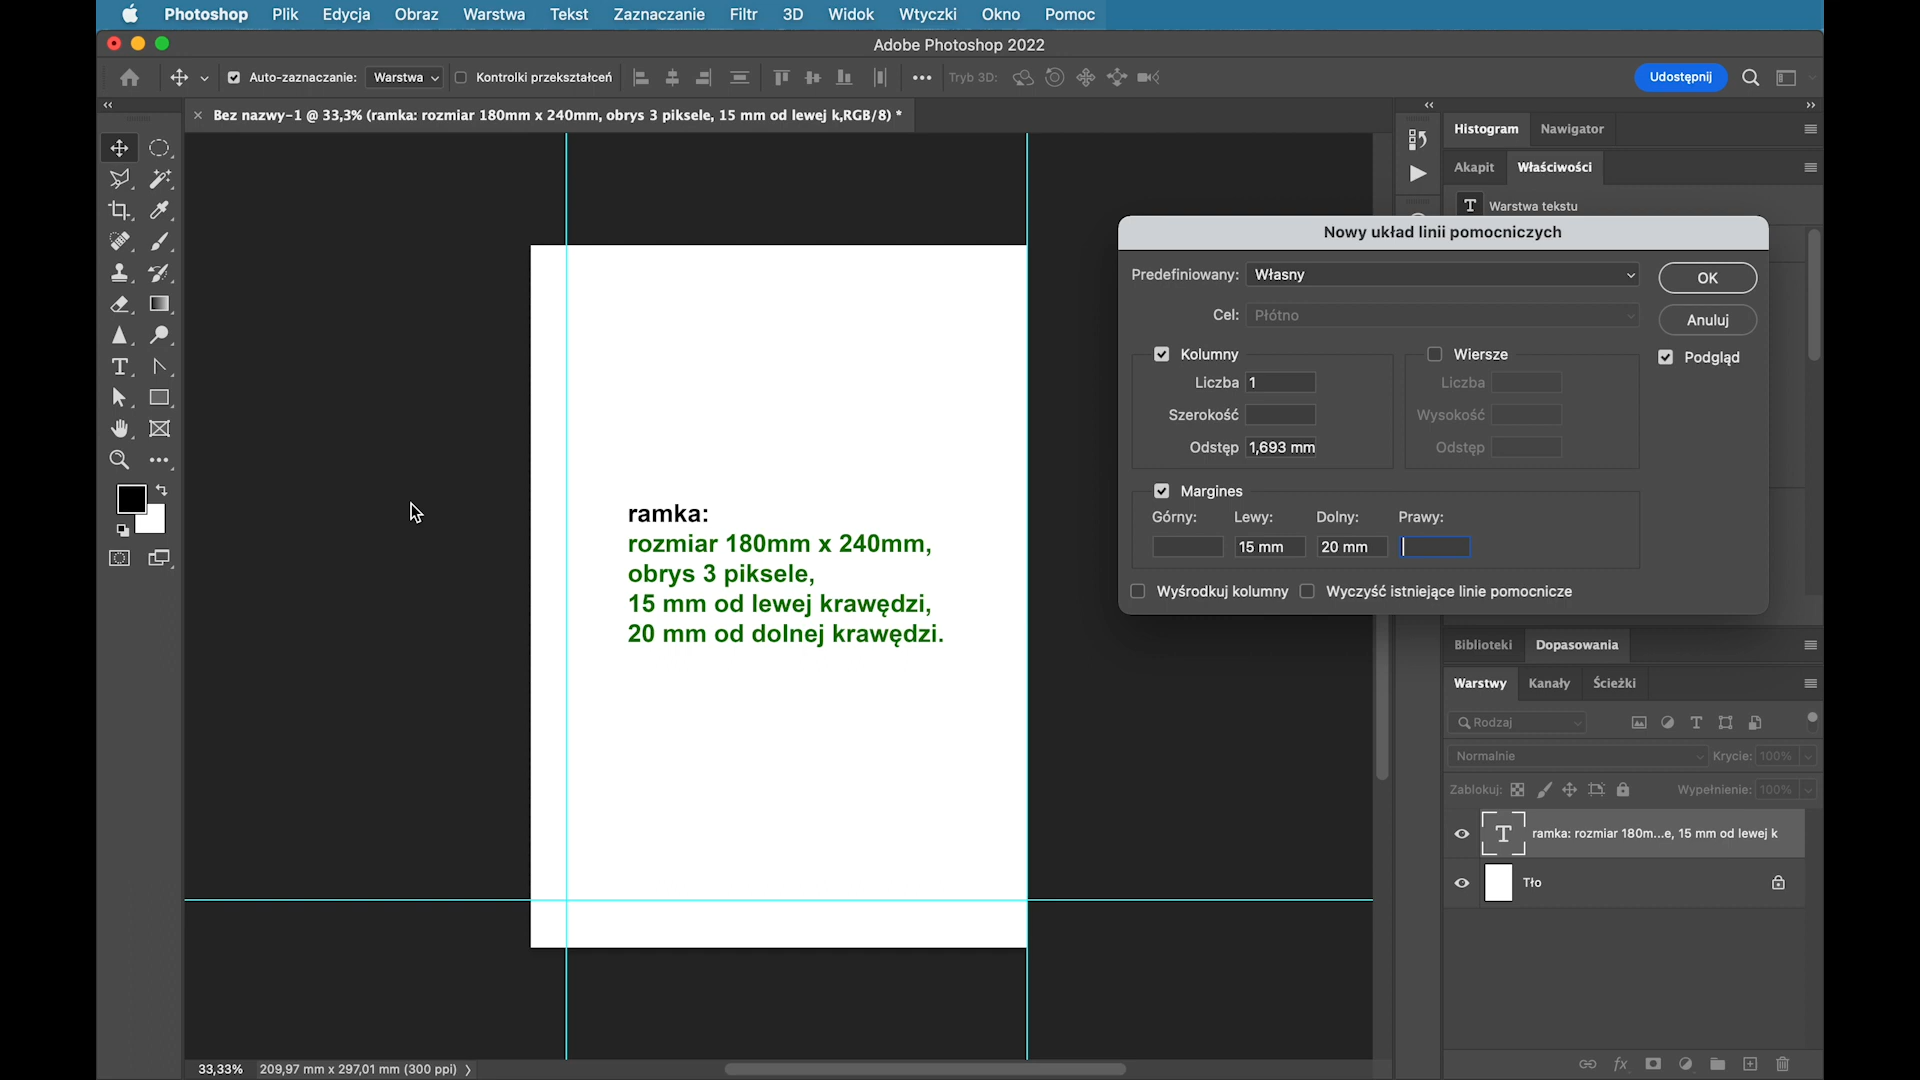 Photoshop Plik Edycja Obraz Warstwa Tekst Zaznaczanie Filtr 3D Widok Wtyczki Okno Pomoc
Adobe Photoshop 2022
Auto-zaznaczanie: Warstwa Kontrolki przekształceń Tryb 3D: Udostępnij
Bez nazwy-1 @ 33,3% (ramka: rozmiar 180mm x 240mm, obrys 3 piksele, 15 mm od lewej k,RGB/8) *
Histogram Nawigator
Akapit Właściwości
Warstwa tekstu
Nowy układ linii pomocniczych
Predefiniowany: Własny
OK
Cel: Płótno
Anuluj
Kolumny
Wiersze
Podgląd
Liczba 1
Liczba
Szerokość
Wysokość
Odstęp 1,693 mm
Odstęp
Margines
Górny: Lewy: Dolny: Prawy:
15 mm 20 mm
Wyśrodkuj kolumny Wyczyść istniejące linie pomocnicze
ramka:
rozmiar 180mm x 240mm,
obrys 3 piksele,
15 mm od lewej krawędzi,
20 mm od dolnej krawędzi.
Biblioteki Dopasowania
Warstwy Kanały Ścieżki
Rodzaj
Normalnie Krycie: 100%
Zablokuj: Wypełnienie: 100%
ramka: rozmiar 180m...e, 15 mm od lewej k
Tło
33,33% 209,97 mm x 297,01 mm (300 ppi)